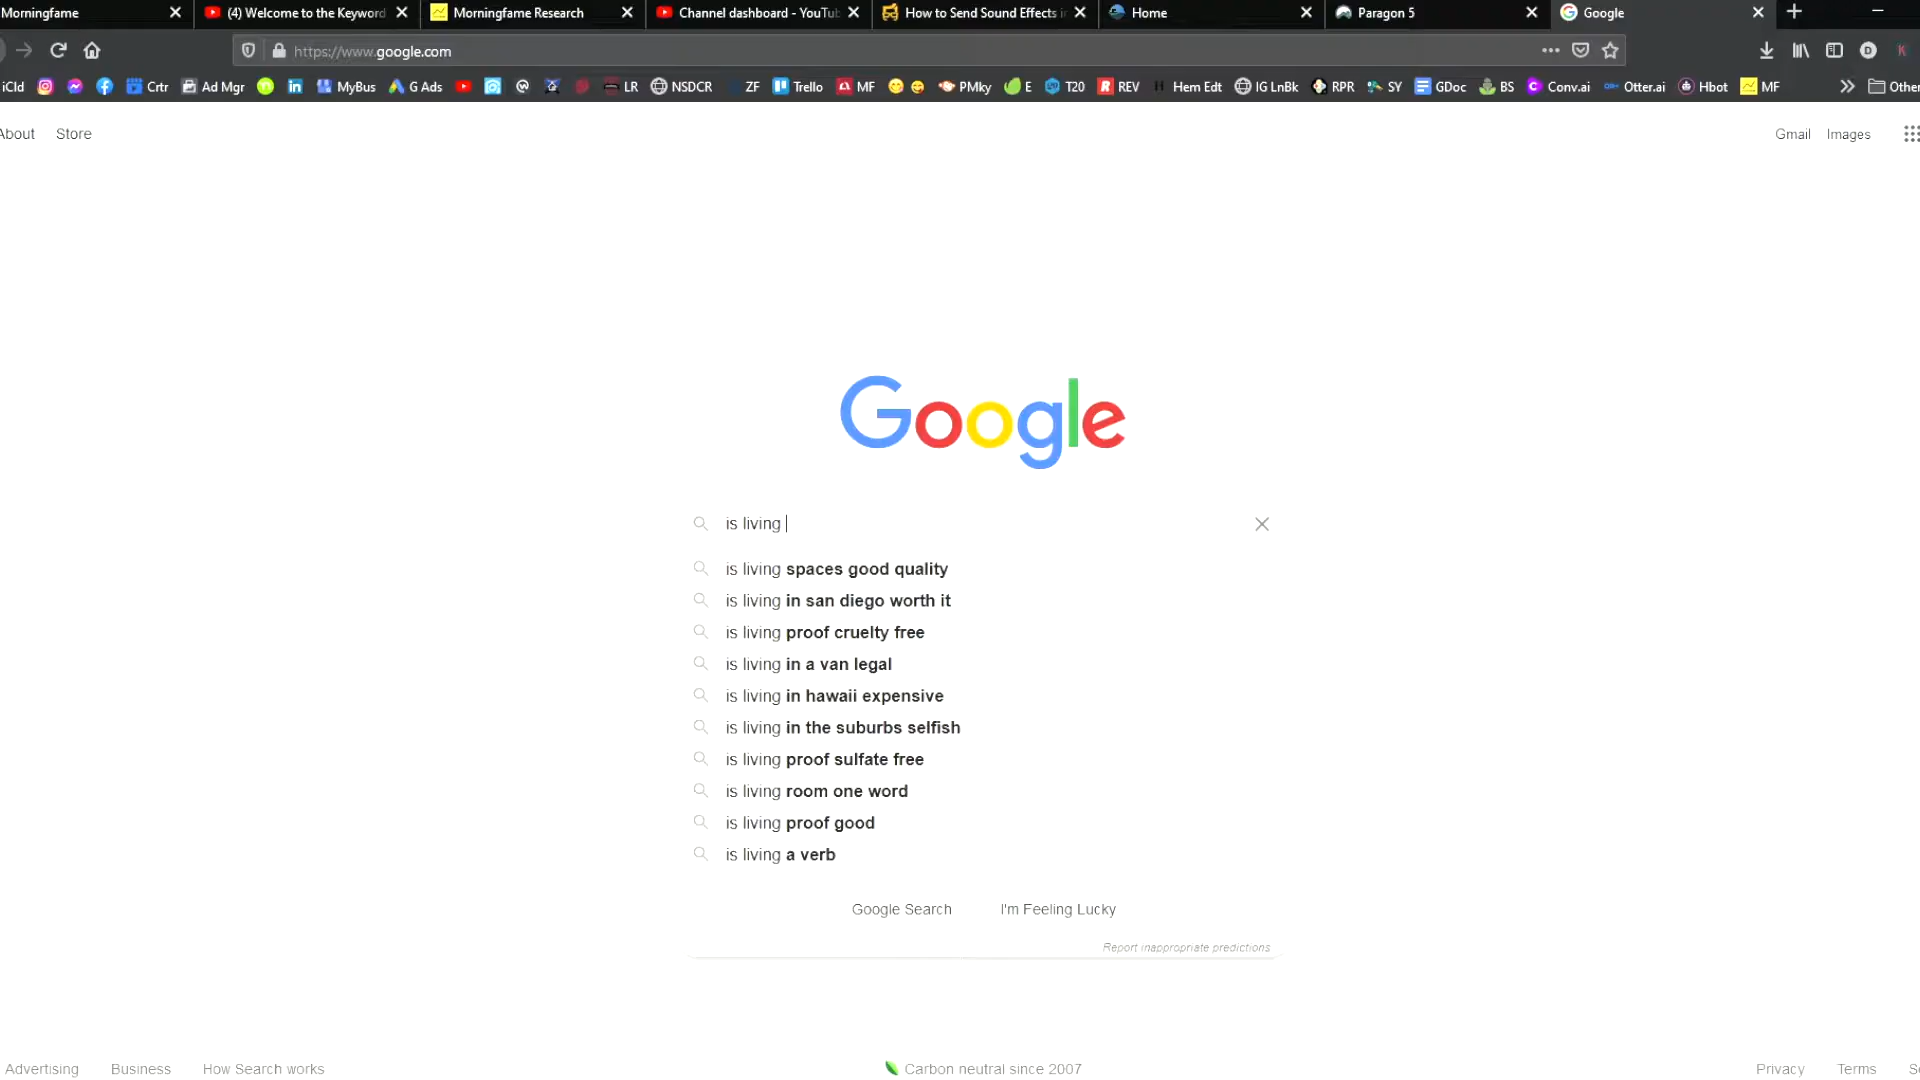 Morningfame
(4) Welcome to the Keyword
Morningfame Research
Channel dashboard - YouTu
How to Send Sound Effects i
Home
Paragon 5
Google
https://www.google.com
iCld
Crtr
Ad Mgr
MyBus
G Ads
LR
NSDCR
ZF
Trello
MF
PMky
E
T20
REV
Hem Edt
IG LnBk
RPR
SY
GDoc
BS
Conv.ai
Otter.ai
Hbot
MF
Other
About
Store
Gmail
Images
Google
is living
is living spaces good quality
is living in san diego worth it
is living proof cruelty free
is living in a van legal
is living in hawaii expensive
is living in the suburbs selfish
is living proof sulfate free
is living room one word
is living proof good
is living a verb
Google Search
I'm Feeling Lucky
Report inappropriate predictions
Advertising
Business
How Search works
Carbon neutral since 2007
Privacy
Terms